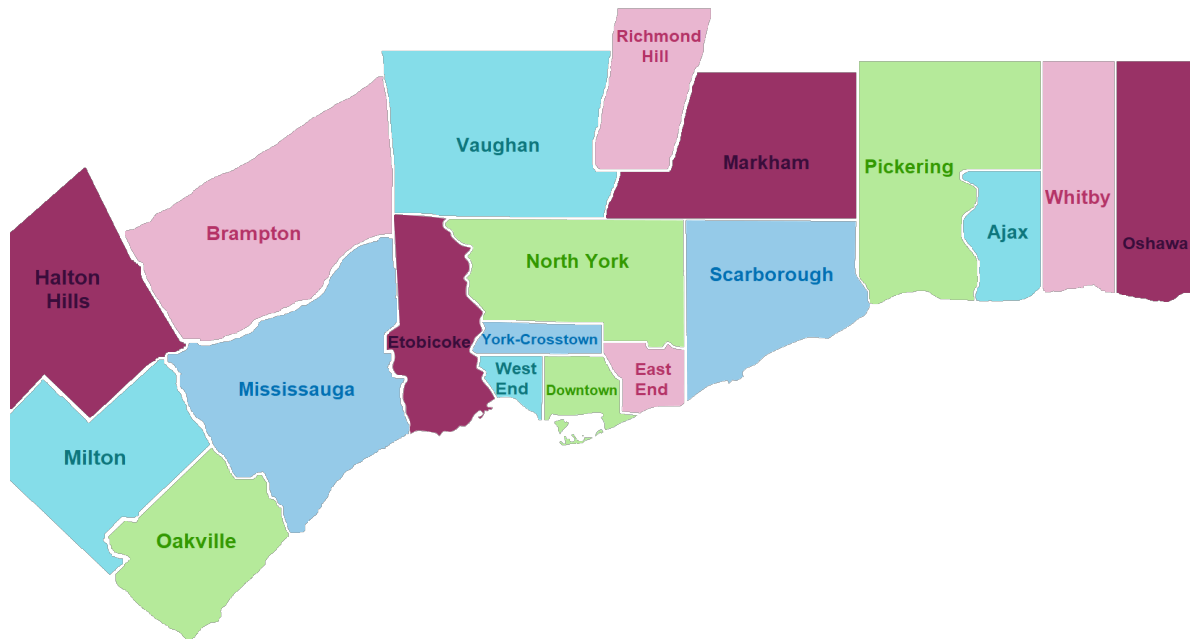 Richmond
Hill
Vaughan
Markham
Pickering
Whitby
Brampton
Ajax
Oshawa
North York
Scarborough
Halton
Hills
Etobicoke
York-Crosstown
Mississauga
West
End
Downtown
East
End
Milton
Oakville